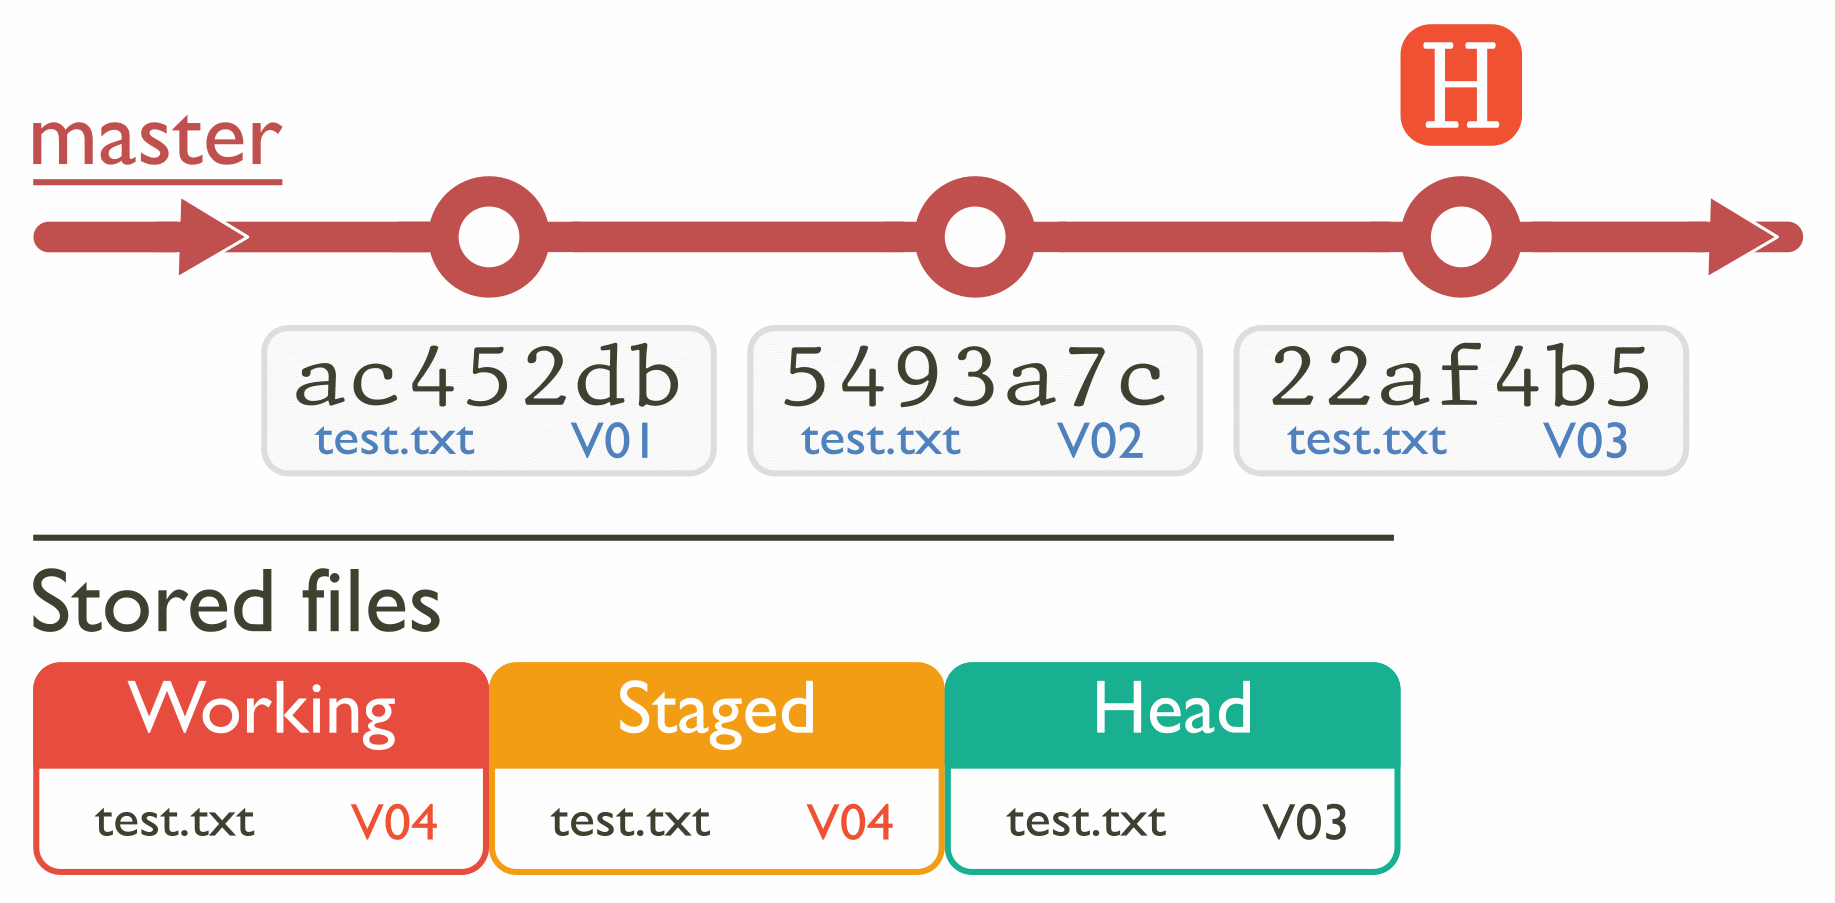 H
master
ac452db 5493a7c 22af4b5
test.txt V01 test.txt V02 test.txt V03
Stored files
Working Staged Head
test.txt V04 test.txt V04 test.txt V03